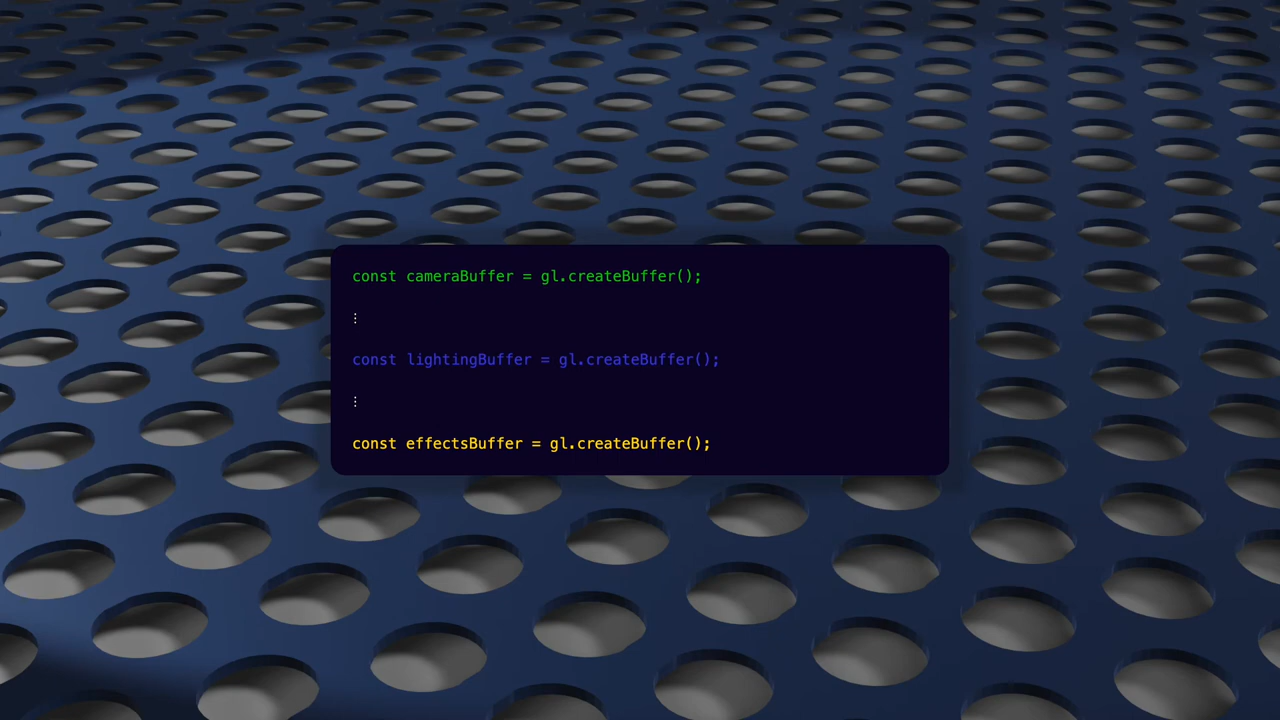 const cameraBuffer = gl.createBuffer();
⋮
const lightingBuffer = gl.createBuffer();
⋮
const effectsBuffer = gl.createBuffer();